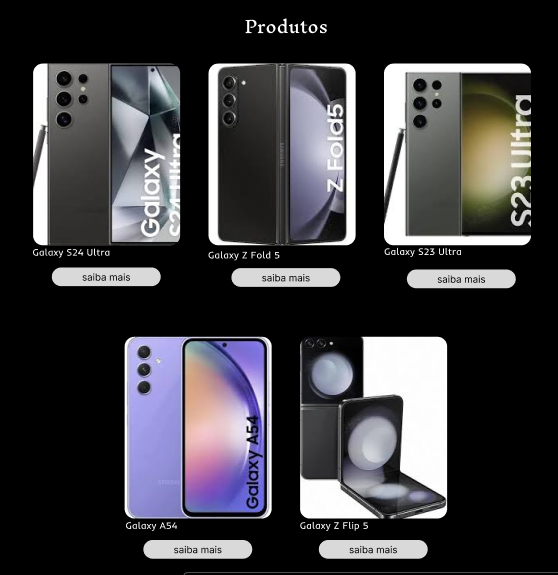 Produtos
Galaxy
S24 Ultra
Z Fold5
S23 Ultra
Galaxy S24 Ultra
Galaxy Z Fold 5
Galaxy S23 Ultra
saiba mais
saiba mais
saiba mais
Galaxy A54
Galaxy A54
Galaxy Z Flip 5
saiba mais
saiba mais